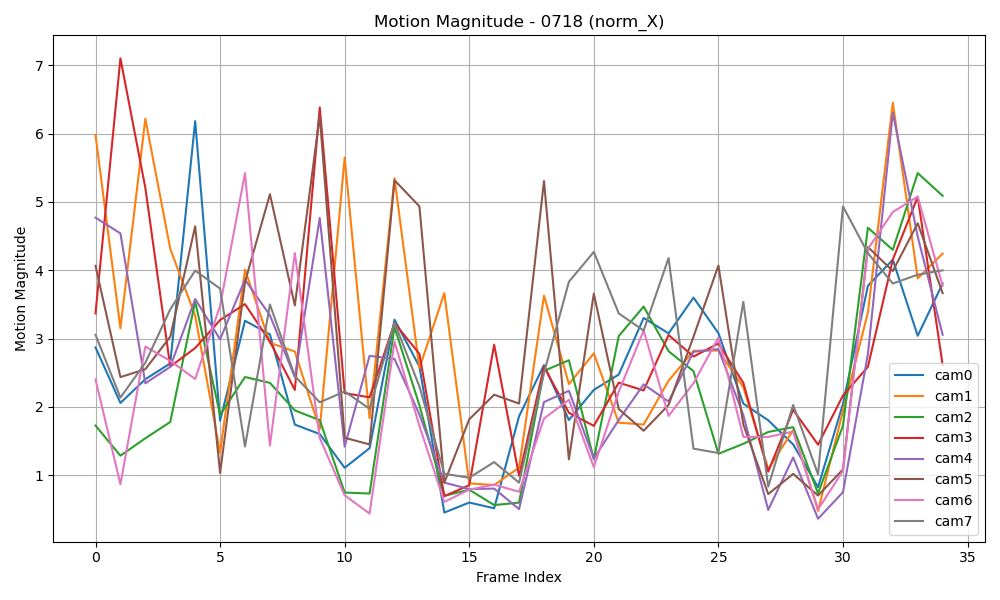 Motion Magnitude - 0718 (norm_X)
Motion Magnitude
7
6
5
4
3
2
1
0
5
10
15
20
25
30
35
Frame Index
cam0
cam1
cam2
cam3
cam4
cam5
cam6
cam7